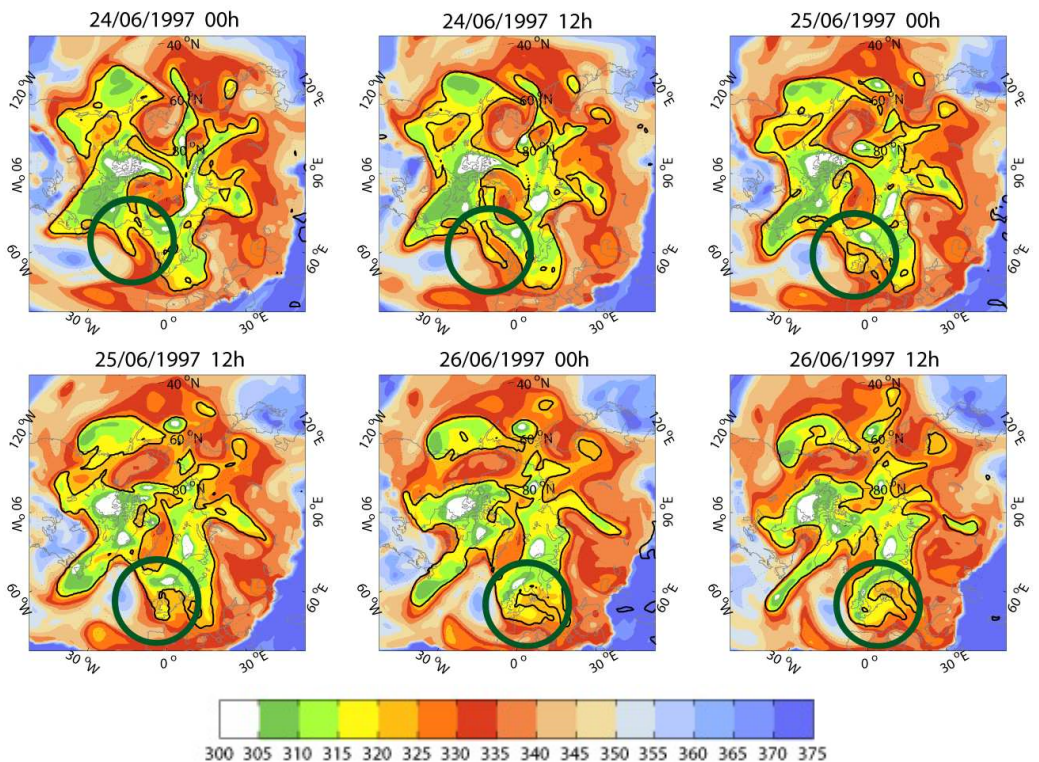 24/06/1997 00h
24/06/1997 12h
25/06/1997 00h
40 °N
60 °N
80 °N
120 °W
90 °W
60 °W
30 °W
0 °
30 °E
60 °E
90 °E
120 °E
40 °N
60 °N
80 °N
120 °W
90 °W
60 °W
30 °W
0 °
30 °E
60 °E
90 °E
120 °E
40 °N
60 °N
80 °N
120 °W
90 °W
60 °W
30 °W
0 °
30 °E
60 °E
90 °E
120 °E
25/06/1997 12h
26/06/1997 00h
26/06/1997 12h
40 °N
60 °N
80 °N
120 °W
90 °W
60 °W
30 °W
0 °
30 °E
60 °E
90 °E
120 °E
40 °N
60 °N
80 °N
120 °W
90 °W
60 °W
30 °W
0 °
30 °E
60 °E
90 °E
120 °E
40 °N
60 °N
80 °N
120 °W
90 °W
60 °W
30 °W
0 °
30 °E
60 °E
90 °E
120 °E
300 305 310 315 320 325 330 335 340 345 350 355 360 365 370 375